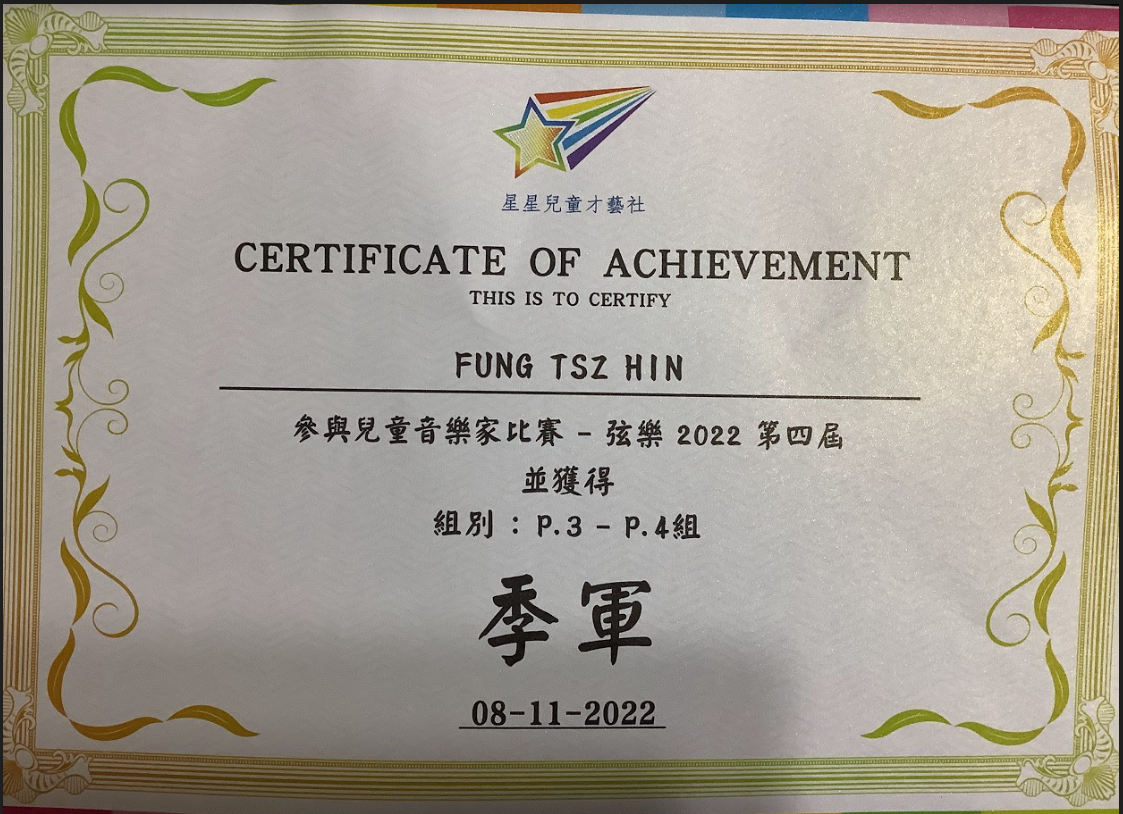 星星兒童才藝社
CERTIFICATE OF ACHIEVEMENT
THIS IS TO CERTIFY
FUNG TSZ HIN
參與兒童音樂家比賽 - 弦樂 2022 第四屆
並獲得
組別 : P.3 - P.4組
季軍
08-11-2022